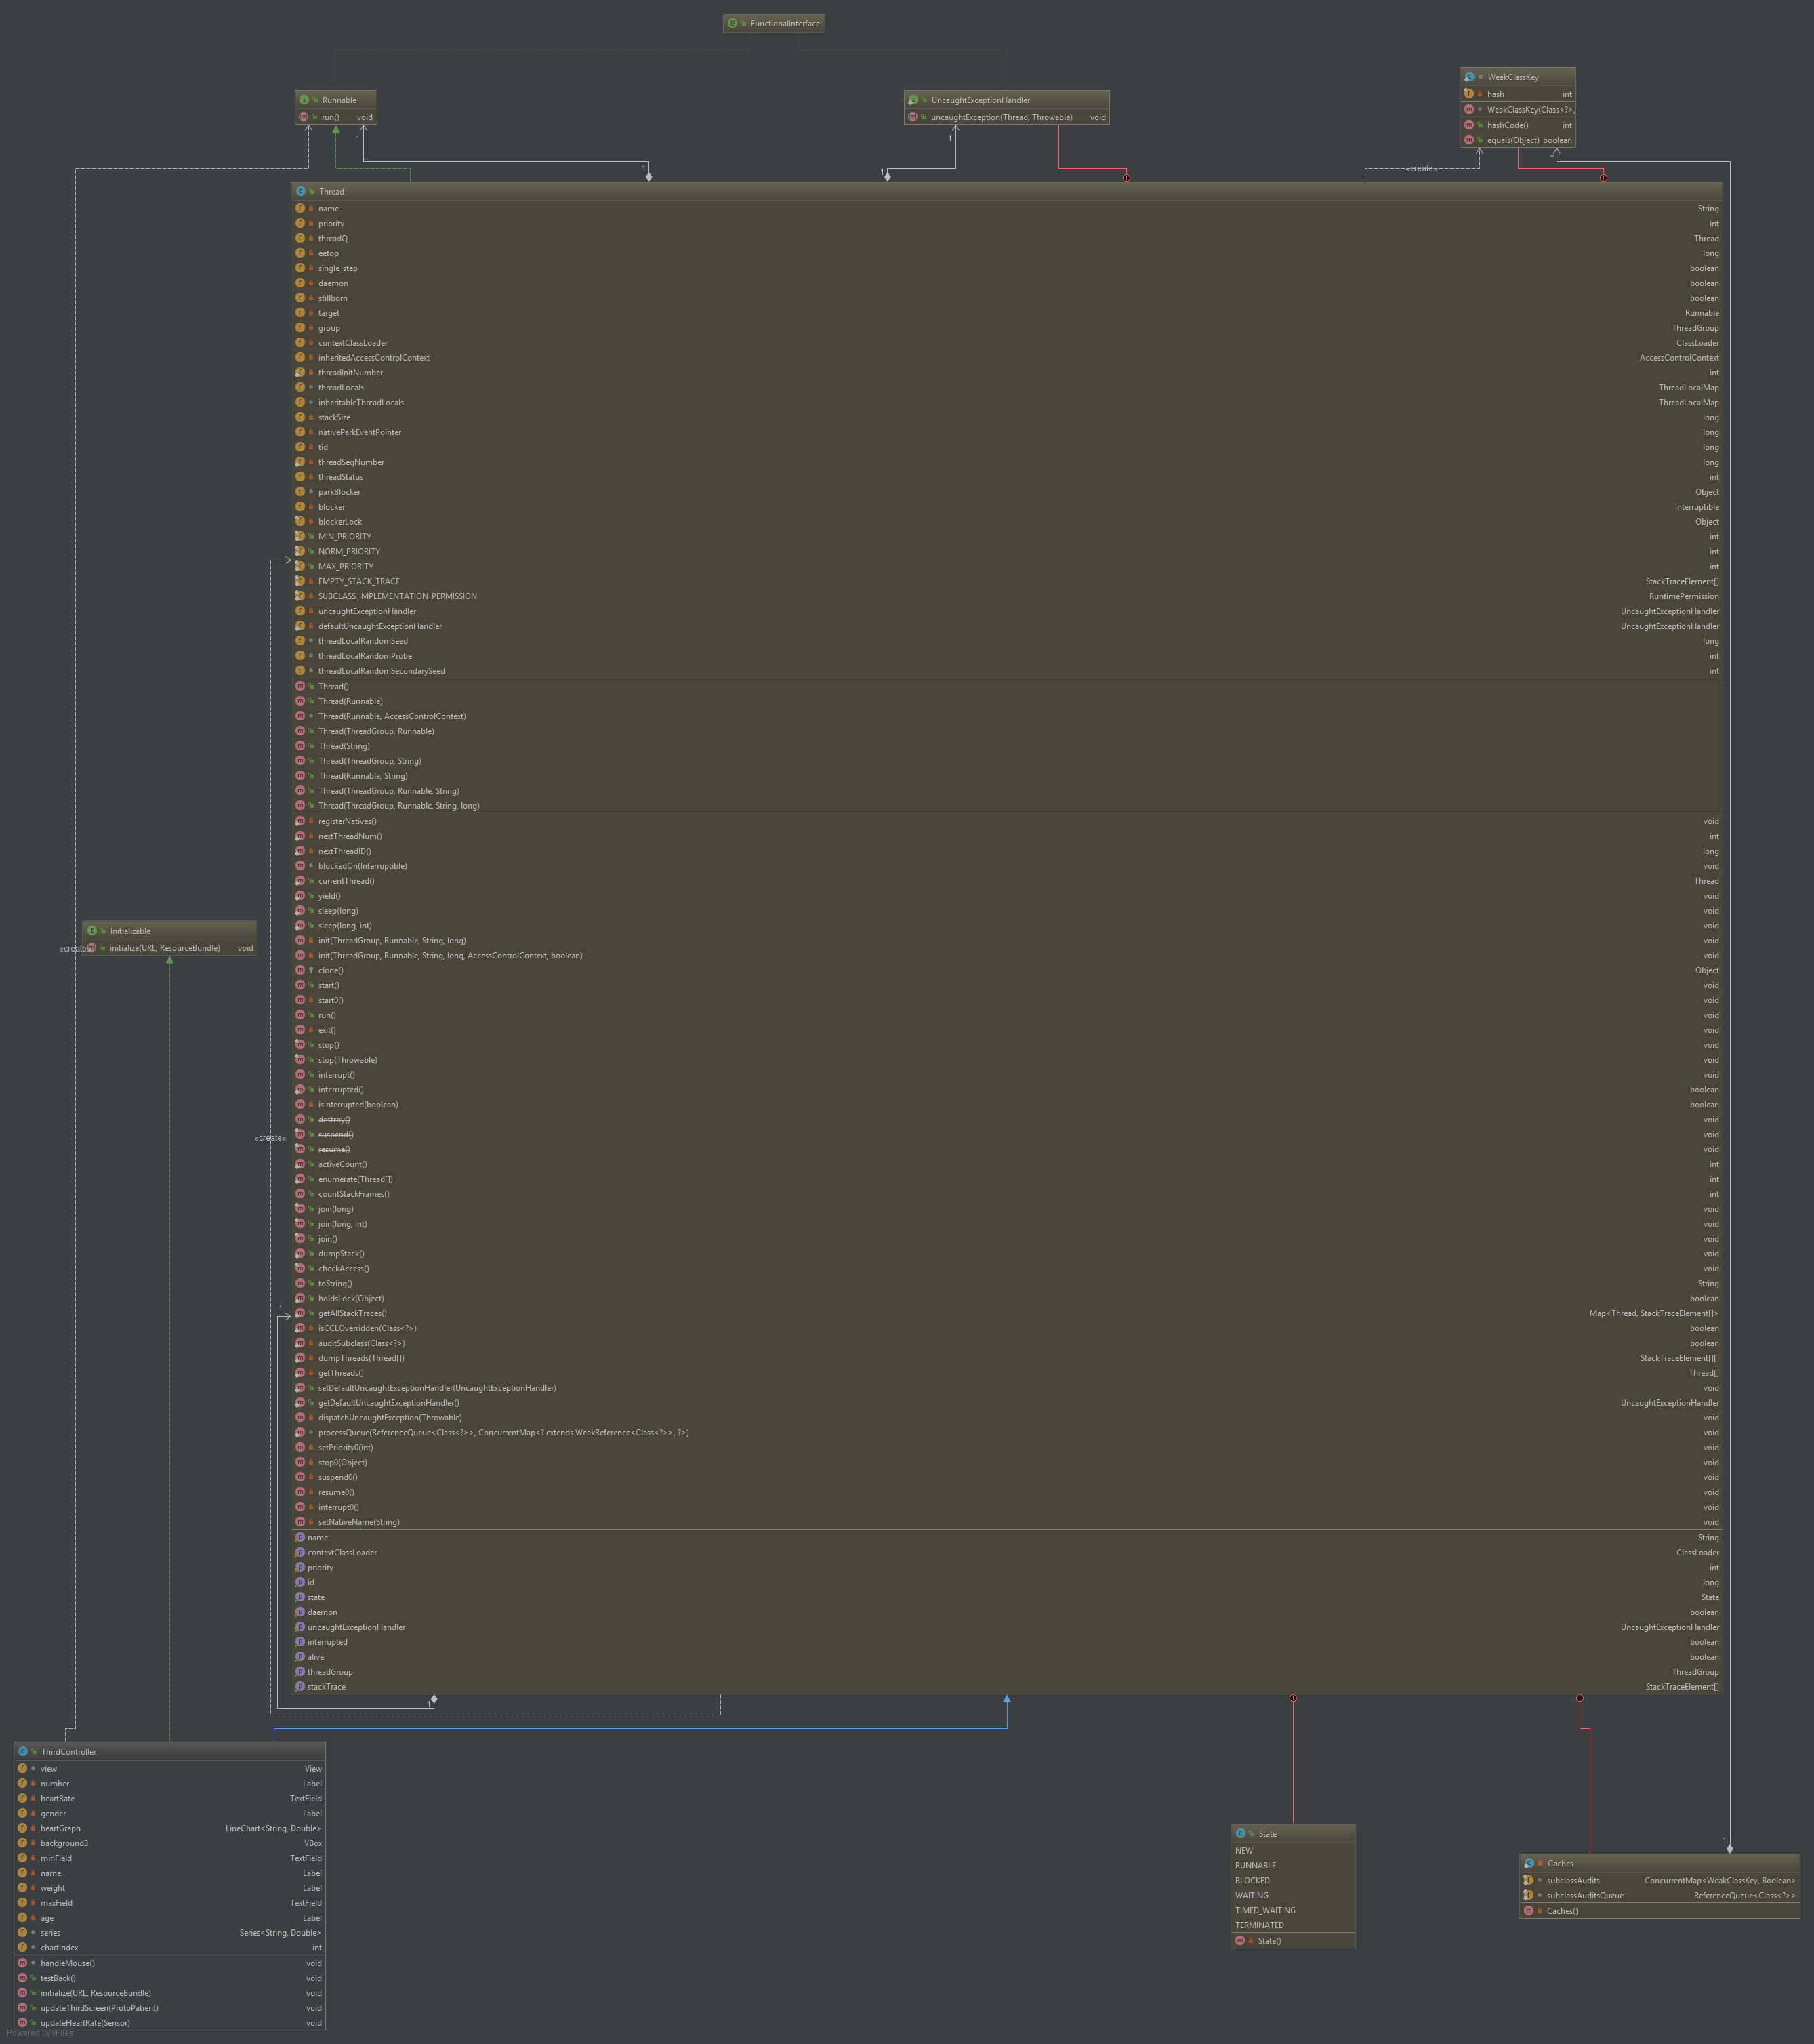 FunctionalInterface
WeakClassKey
hash int
WeakClassKey(Class<?>,
hashCode() int
equals(Object) boolean
Runnable
run() void
UncaughtExceptionHandler
uncaughtException(Thread, Throwable) void
1
1
1
1
*
«create»
Thread
name String
priority int
threadQ Thread
eetop long
single_step boolean
daemon boolean
stillborn boolean
target Runnable
group ThreadGroup
contextClassLoader ClassLoader
inheritedAccessControlContext AccessControlContext
threadInitNumber int
threadLocals ThreadLocalMap
inheritableThreadLocals ThreadLocalMap
stackSize long
nativeParkEventPointer long
tid long
threadSeqNumber long
threadStatus int
parkBlocker Object
blocker Interruptible
blockerLock Object
MIN_PRIORITY int
NORM_PRIORITY int
MAX_PRIORITY int
EMPTY_STACK_TRACE StackTraceElement[]
SUBCLASS_IMPLEMENTATION_PERMISSION RuntimePermission
uncaughtExceptionHandler UncaughtExceptionHandler
defaultUncaughtExceptionHandler UncaughtExceptionHandler
threadLocalRandomSeed long
threadLocalRandomProbe int
threadLocalRandomSecondarySeed int
Thread()
Thread(Runnable)
Thread(Runnable, AccessControlContext)
Thread(ThreadGroup, Runnable)
Thread(String)
Thread(ThreadGroup, String)
Thread(Runnable, String)
Thread(ThreadGroup, Runnable, String)
Thread(ThreadGroup, Runnable, String, long)
registerNatives() void
nextThreadNum() int
nextThreadID() long
blockedOn(Interruptible) void
currentThread() Thread
yield() void
sleep(long) void
sleep(long, int) void
init(ThreadGroup, Runnable, String, long) void
init(ThreadGroup, Runnable, String, long, AccessControlContext, boolean) void
clone() Object
start() void
start0() void
run() void
exit() void
stop() void
stop(Throwable) void
interrupt() void
interrupted() boolean
isInterrupted(boolean) boolean
destroy() void
suspend() void
resume() void
activeCount() int
enumerate(Thread[]) int
countStackFrames() int
join(long) void
join(long, int) void
join() void
dumpStack() void
checkAccess() void
toString() String
holdsLock(Object) boolean
getAllStackTraces() Map<Thread, StackTraceElement[]>
isCCLOverridden(Class<?>) boolean
auditSubclass(Class<?>) boolean
dumpThreads(Thread[]) StackTraceElement[][]
getThreads() Thread[]
setDefaultUncaughtExceptionHandler(UncaughtExceptionHandler) void
getDefaultUncaughtExceptionHandler() UncaughtExceptionHandler
dispatchUncaughtException(Throwable) void
processQueue(ReferenceQueue<Class<?>>, ConcurrentMap<? extends WeakReference<Class<?>>, ?>) void
setPriority0(int) void
stop0(Object) void
suspend0() void
resume0() void
interrupt0() void
setNativeName(String) void
name String
contextClassLoader ClassLoader
priority int
id long
state State
daemon boolean
uncaughtExceptionHandler UncaughtExceptionHandler
interrupted boolean
alive boolean
threadGroup ThreadGroup
stackTrace StackTraceElement[]
Initializable
«create»
initialize(URL, ResourceBundle) void
«create»
1
1
1
ThirdController
view View
number Label
heartRate TextField
gender Label
heartGraph LineChart<String, Double>
background3 VBox
minField TextField
name Label
weight Label
maxField TextField
age Label
series Series<String, Double>
chartIndex int
handleMouse() void
testBack() void
initialize(URL, ResourceBundle) void
updateThirdScreen(ProtoPatient) void
updateHeartRate(Sensor) void
State
NEW
RUNNABLE
BLOCKED
WAITING
TIMED_WAITING
TERMINATED
State()
Caches
subclassAudits ConcurrentMap<WeakClassKey, Boolean>
subclassAuditsQueue ReferenceQueue<Class<?>>
Caches()
Powered by yFiles